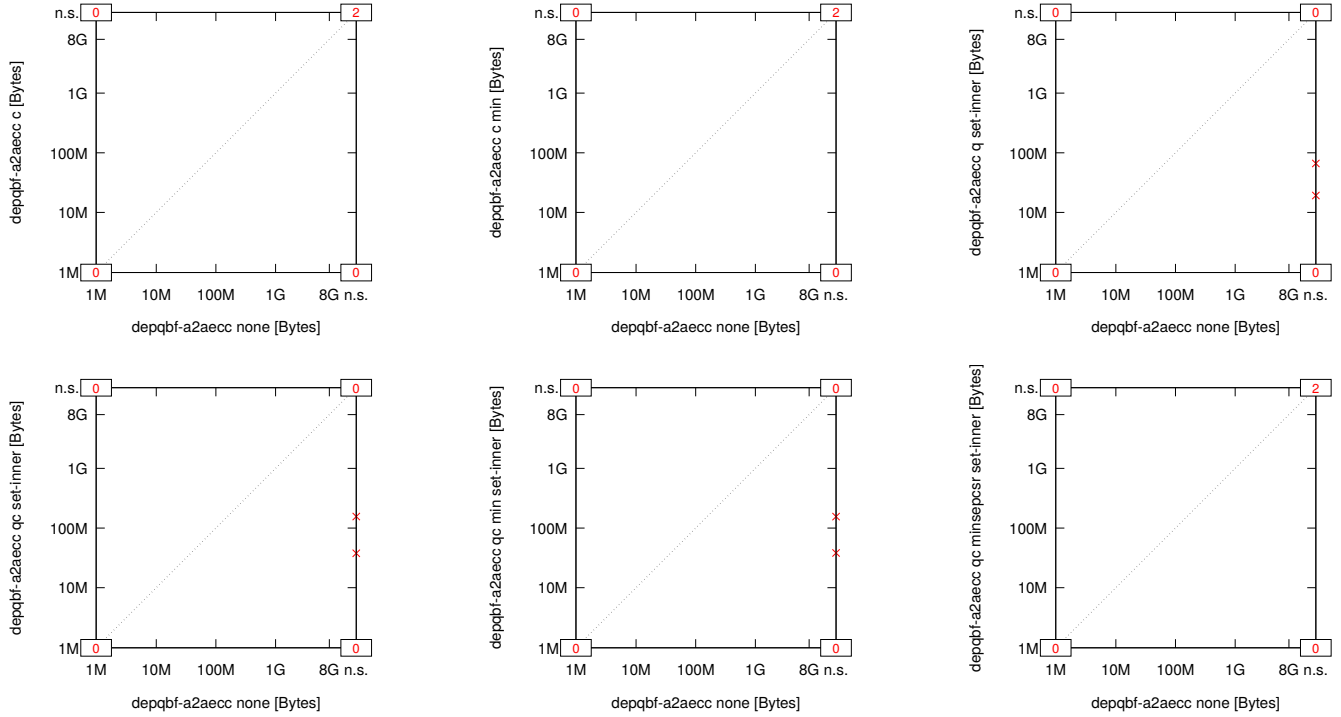 n.s. 0 2
8G
1G
100M
10M
1M 0 0
1M 10M 100M 1G 8G n.s.
depqbf-a2aecc c [Bytes]
depqbf-a2aecc none [Bytes]
n.s. 0 2
8G
1G
100M
10M
1M 0 0
1M 10M 100M 1G 8G n.s.
depqbf-a2aecc c min [Bytes]
depqbf-a2aecc none [Bytes]
n.s. 0 0
8G
1G
100M
10M
1M 0 0
1M 10M 100M 1G 8G n.s.
depqbf-a2aecc q set-inner [Bytes]
depqbf-a2aecc none [Bytes]
n.s. 0 0
8G
1G
100M
10M
1M 0 0
1M 10M 100M 1G 8G n.s.
depqbf-a2aecc qc set-inner [Bytes]
depqbf-a2aecc none [Bytes]
n.s. 0 0
8G
1G
100M
10M
1M 0 0
1M 10M 100M 1G 8G n.s.
depqbf-a2aecc qc min set-inner [Bytes]
depqbf-a2aecc none [Bytes]
n.s. 0 2
8G
1G
100M
10M
1M 0 0
1M 10M 100M 1G 8G n.s.
depqbf-a2aecc qc minsepcsr set-inner [Bytes]
depqbf-a2aecc none [Bytes]